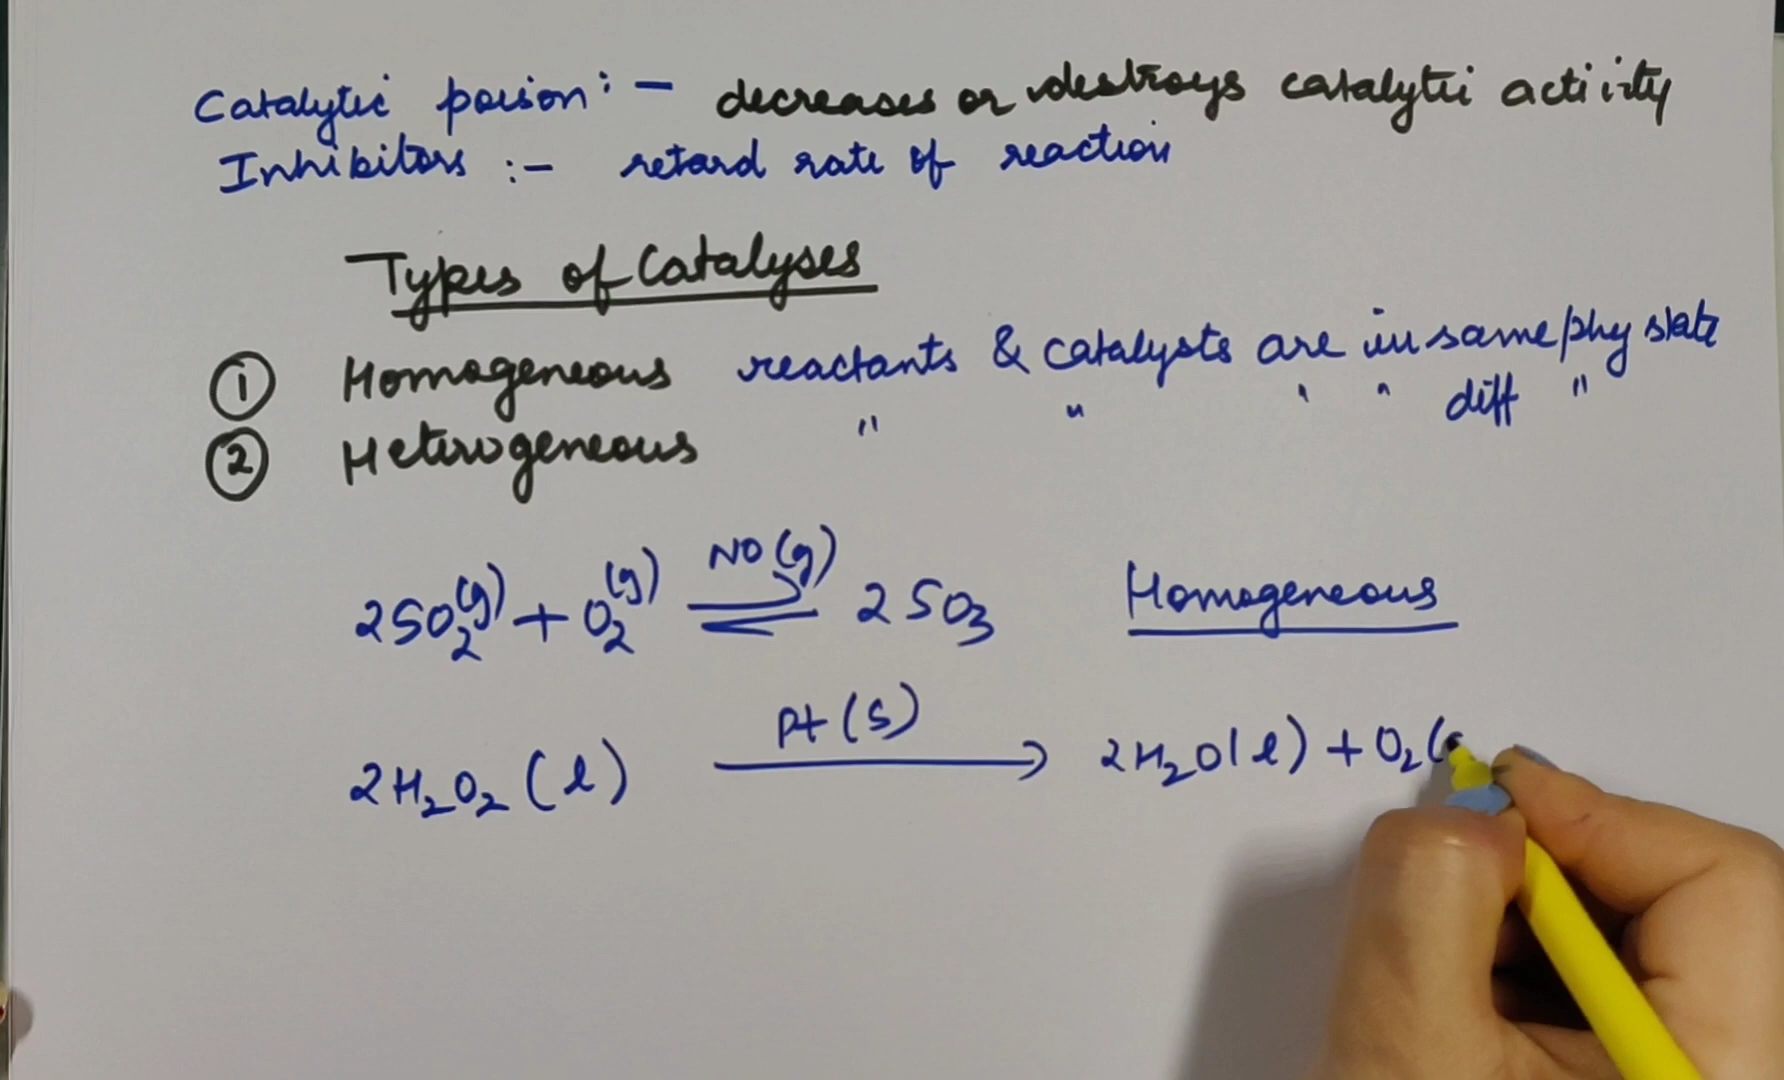 Catalytic poison :- decreases or destroys catalytic activity
Inhibitors :- retard rate of reaction
Types of Catalyses
① Homogeneous reactants & catalysts are in same phy state
② Heterogeneous " " " " diff "
2SO₂(g) + O₂(g) ⇌ NO(g) 2SO₃ Homogeneous
2H₂O₂(l) Pt(s) → 2H₂O(l) + O₂(